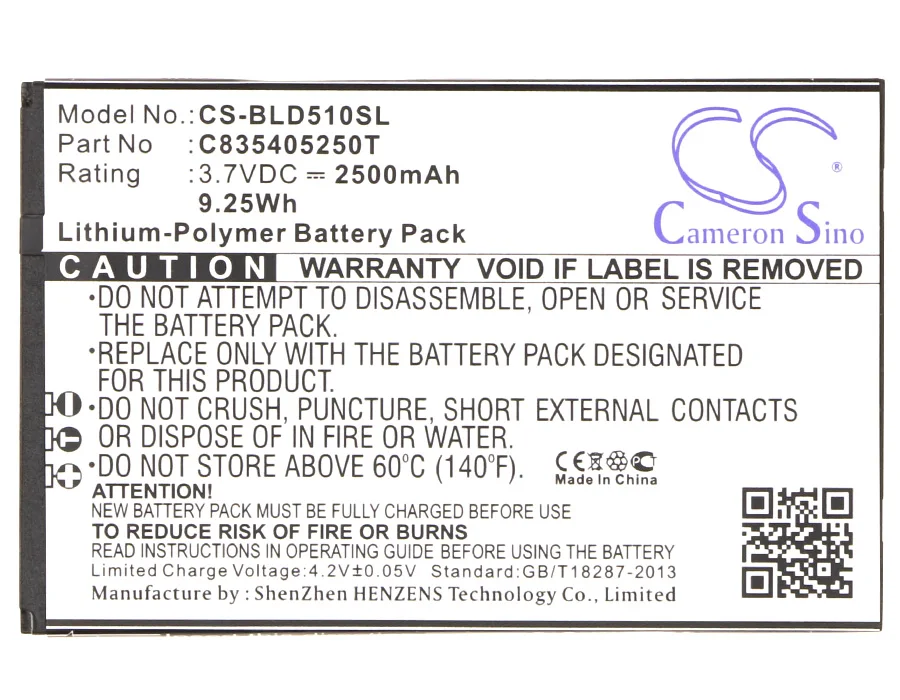 Model No.: CS-BLD510SL
Part No : C835405250T
Rating : 3.7VDC ⎓ 2500mAh
9.25Wh
Lithium-Polymer Battery Pack
CS
®
Cameron Sino
CAUTION WARRANTY VOID IF LABEL IS REMOVED
•DO NOT ATTEMPT TO DISASSEMBLE, OPEN OR SERVICE
THE BATTERY PACK.
•REPLACE ONLY WITH THE BATTERY PACK DESIGNATED
FOR THIS PRODUCT.
•DO NOT CRUSH, PUNCTURE, SHORT EXTERNAL CONTACTS
OR DISPOSE OF IN FIRE OR WATER.
•DO NOT STORE ABOVE 60°C (140°F).
CE
Made In China
ATTENTION!
NEW BATTERY PACK MUST BE FULLY CHARGED BEFORE USE
TO REDUCE RISK OF FIRE OR BURNS
READ INSTRUCTIONS IN OPERATING GUIDE BEFORE USING THE BATTERY
Limited Charge Voltage:4.2V±0.05V Standard:GB/T18287-2013
Manufacture by : ShenZhen HENZENS Technology Co., Limited